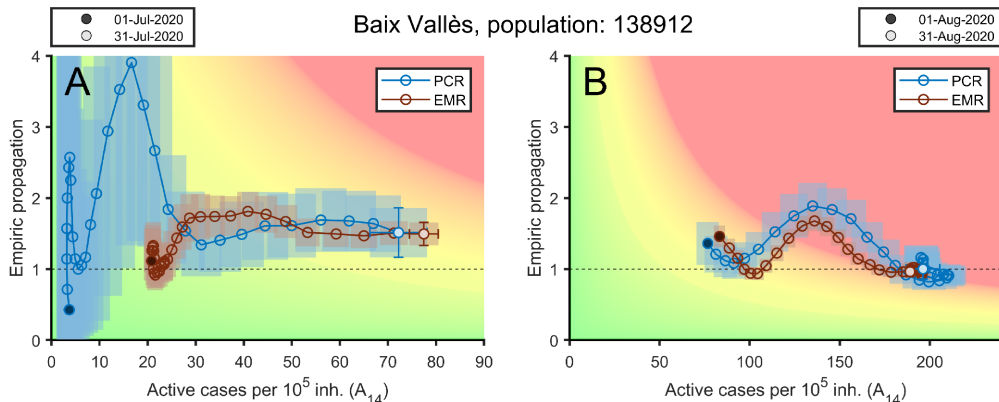 Baix Vallès, population: 138912
01-Jul-2020
31-Jul-2020
01-Aug-2020
31-Aug-2020
A
PCR
EMR
Empiric propagation
4
3
2
1
0
0 10 20 30 40 50 60 70 80 90
Active cases per 10⁵ inh. (A₁₄)
B
PCR
EMR
Empiric propagation
4
3
2
1
0
0 50 100 150 200
Active cases per 10⁵ inh. (A₁₄)